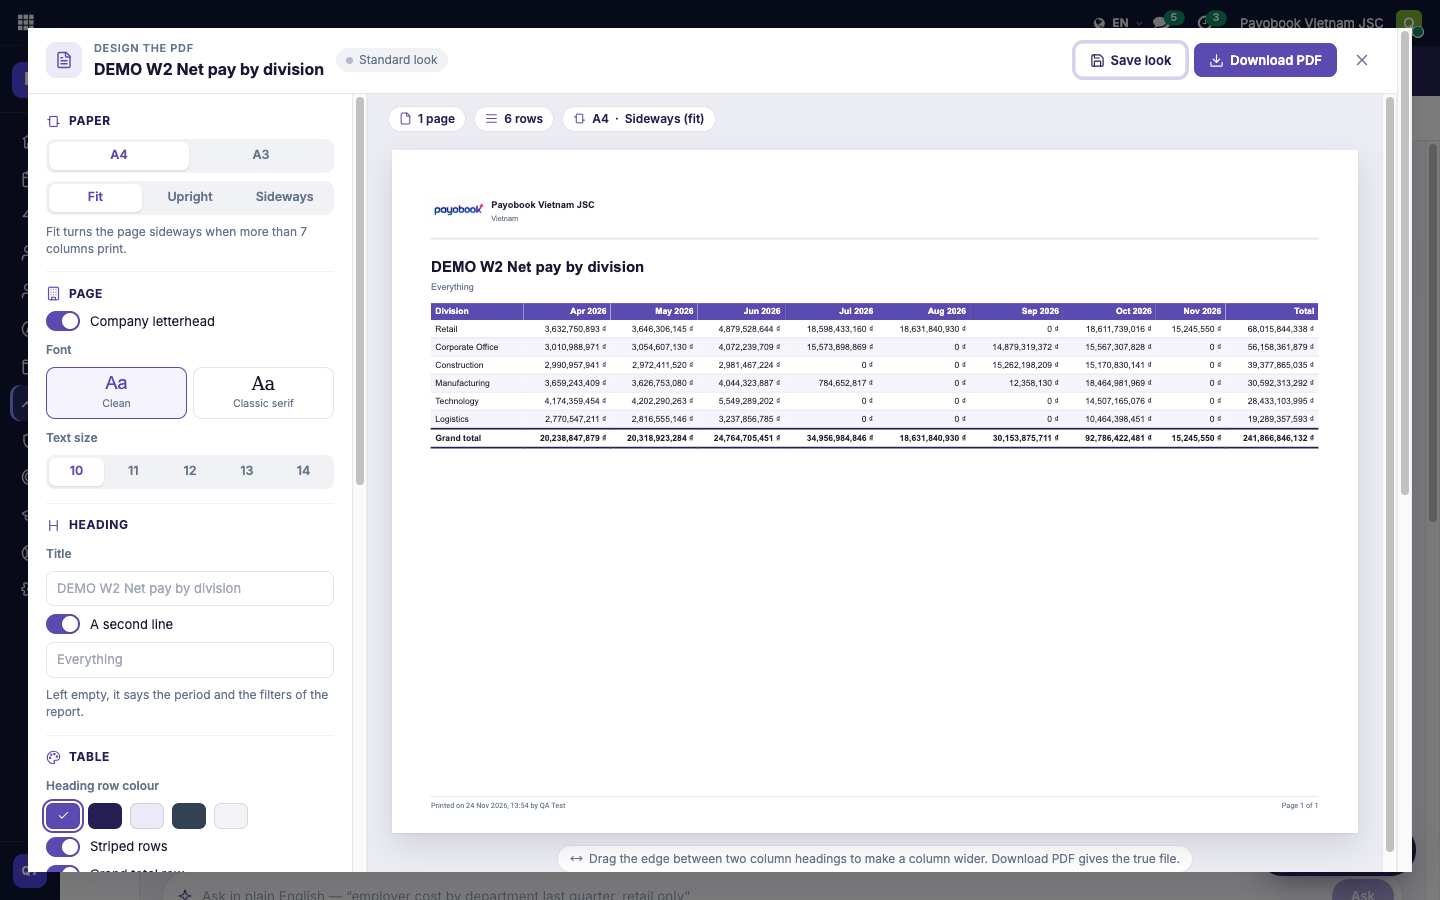 EN
5
3
Payobook Vietnam JSC
DESIGN THE PDF
DEMO W2 Net pay by division
Standard look
Save look
Download PDF
PAPER
A4
A3
Fit
Upright
Sideways
Fit turns the page sideways when more than 7
columns print.
PAGE
Company letterhead
Font
Aa
Clean
Aa
Classic serif
Text size
10
11
12
13
14
HEADING
Title
DEMO W2 Net pay by division
A second line
Everything
Left empty, it says the period and the filters of the
report.
TABLE
Heading row colour
Striped rows
1 page
6 rows
A4 · Sideways (fit)
payobook
Payobook Vietnam JSC
Vietnam
DEMO W2 Net pay by division
Everything
Division Apr 2026 May 2026 Jun 2026 Jul 2026 Aug 2026 Sep 2026 Oct 2026 Nov 2026 Total
Retail 3,632,750,893 ₫ 3,646,306,145 ₫ 4,879,528,644 ₫ 18,598,433,160 ₫ 18,631,840,930 ₫ 0 ₫ 18,611,739,016 ₫ 15,245,550 ₫ 68,015,844,338 ₫
Corporate Office 3,010,988,971 ₫ 3,054,607,130 ₫ 4,072,239,709 ₫ 15,573,898,869 ₫ 0 ₫ 14,879,319,372 ₫ 15,567,307,828 ₫ 0 ₫ 56,158,361,879 ₫
Construction 2,990,957,941 ₫ 2,972,411,520 ₫ 2,981,467,224 ₫ 0 ₫ 0 ₫ 15,262,198,209 ₫ 15,170,830,141 ₫ 0 ₫ 39,377,865,035 ₫
Manufacturing 3,659,243,409 ₫ 3,626,753,080 ₫ 4,044,323,887 ₫ 784,652,817 ₫ 0 ₫ 12,358,130 ₫ 18,464,981,969 ₫ 0 ₫ 30,592,313,292 ₫
Technology 4,174,359,454 ₫ 4,202,290,263 ₫ 5,549,289,202 ₫ 0 ₫ 0 ₫ 0 ₫ 14,507,165,076 ₫ 0 ₫ 28,433,103,995 ₫
Logistics 2,770,547,211 ₫ 2,816,555,146 ₫ 3,237,856,785 ₫ 0 ₫ 0 ₫ 0 ₫ 10,464,398,451 ₫ 0 ₫ 19,289,357,593 ₫
Grand total 20,238,847,879 ₫ 20,318,923,284 ₫ 24,764,705,451 ₫ 34,956,984,846 ₫ 18,631,840,930 ₫ 30,153,875,711 ₫ 92,786,422,481 ₫ 15,245,550 ₫ 241,866,846,132 ₫
Printed on 24 Nov 2026, 13:54 by QA Test
Page 1 of 1
Drag the edge between two column headings to make a column wider. Download PDF gives the true file.
Ask in plain English — "employer cost by department last quarter, retail only"
Ask